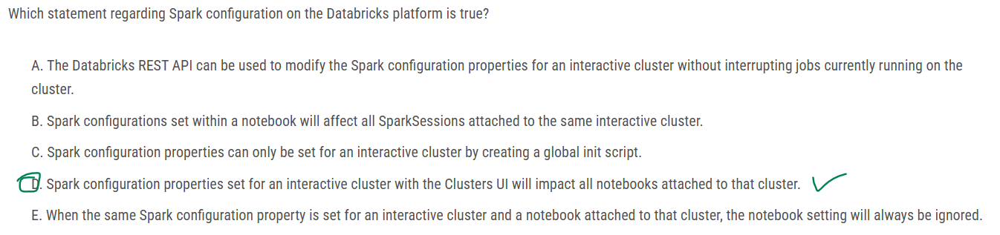 Which statement regarding Spark configuration on the Databricks platform is true?
A. The Databricks REST API can be used to modify the Spark configuration properties for an interactive cluster without interrupting jobs currently running on the
cluster.
B. Spark configurations set within a notebook will affect all SparkSessions attached to the same interactive cluster.
C. Spark configuration properties can only be set for an interactive cluster by creating a global init script.
D. Spark configuration properties set for an interactive cluster with the Clusters UI will impact all notebooks attached to that cluster.
E. When the same Spark configuration property is set for an interactive cluster and a notebook attached to that cluster, the notebook setting will always be ignored.